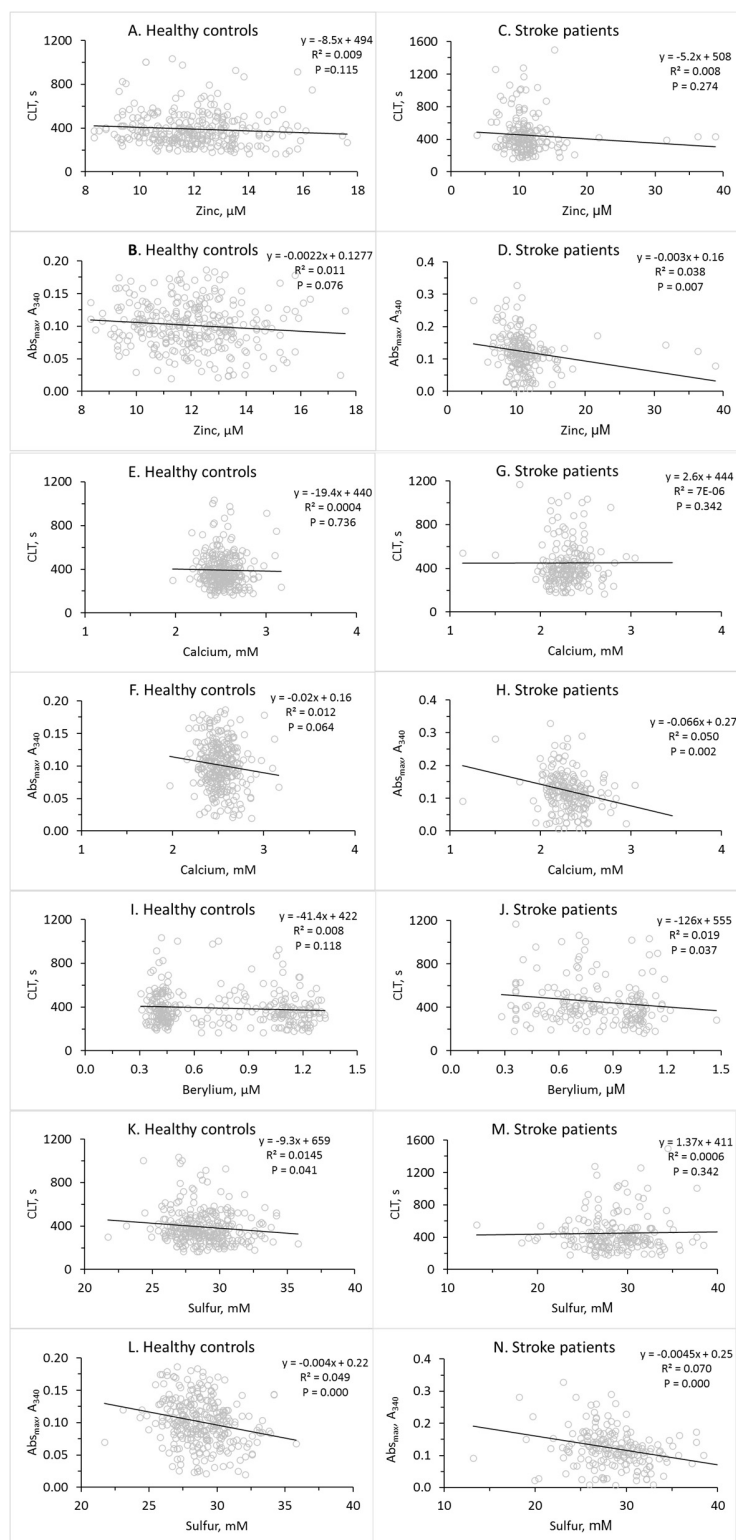 A. Healthy controls
y = -8.5x + 494
R² = 0.009
P =0.115
CLT, s
1200
800
400
0
8 10 12 14 16 18
Zinc, µM
C. Stroke patients
y = -5.2x + 508
R² = 0.008
P = 0.274
CLT, s
1600
1200
800
400
0
0 10 20 30 40
Zinc, µM
B. Healthy controls
y = -0.0022x + 0.1277
R² = 0.011
P = 0.076
Absmax, A340
0.20
0.15
0.10
0.05
0.00
8 10 12 14 16 18
Zinc, µM
D. Stroke patients
y = -0.003x + 0.16
R² = 0.038
P = 0.007
Absmax, A340
0.4
0.3
0.2
0.1
0.0
0 10 20 30 40
Zinc, µM
E. Healthy controls
y = -19.4x + 440
R² = 0.0004
P = 0.736
CLT, s
1200
800
400
0
1 2 3 4
Calcium, mM
G. Stroke patients
y = 2.6x + 444
R² = 7E-06
P = 0.342
CLT, s
1200
800
400
0
1 2 3 4
Calcium, mM
F. Healthy controls
y = -0.02x + 0.16
R² = 0.012
P = 0.064
Absmax, A340
0.20
0.15
0.10
0.05
0.00
1 2 3 4
Calcium, mM
H. Stroke patients
y = -0.066x + 0.27
R² = 0.050
P = 0.002
Absmax, A340
0.4
0.3
0.2
0.1
0.0
1 2 3 4
Calcium, mM
I. Healthy controls
y = -41.4x + 422
R² = 0.008
P = 0.118
CLT, s
1200
800
400
0
0.0 0.3 0.6 0.9 1.2 1.5
Berylium, µM
J. Stroke patients
y = -126x + 555
R² = 0.019
P = 0.037
CLT, s
1200
800
400
0
0.0 0.3 0.6 0.9 1.2 1.5
Berylium, µM
K. Healthy controls
y = -9.3x + 659
R² = 0.0145
P = 0.041
CLT, s
1200
800
400
0
20 25 30 35 40
Sulfur, mM
M. Stroke patients
y = 1.37x + 411
R² = 0.0006
P = 0.342
CLT, s
1600
1200
800
400
0
10 20 30 40
Sulfur, mM
L. Healthy controls
y = -0.004x + 0.22
R² = 0.049
P = 0.000
Absmax, A340
0.20
0.15
0.10
0.05
0.00
20 25 30 35 40
Sulfur, mM
N. Stroke patients
y = -0.0045x + 0.25
R² = 0.070
P = 0.000
Absmax, A340
0.4
0.3
0.2
0.1
0.0
10 20 30 40
Sulfur, mM